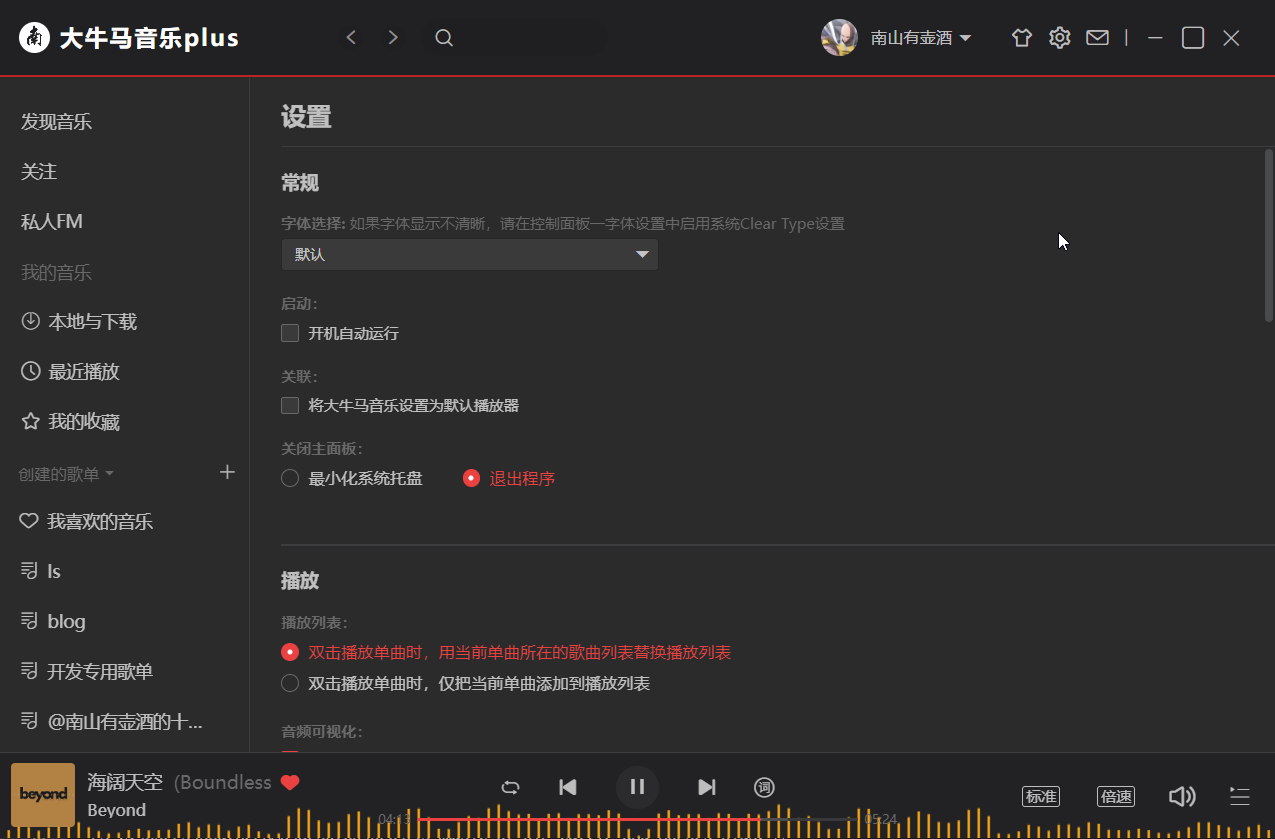 南 大牛马音乐plus
南山有壶酒
发现音乐
关注
私人FM
我的音乐
本地与下载
最近播放
我的收藏
创建的歌单
我喜欢的音乐
ls
blog
开发专用歌单
@南山有壶酒的十...
设置
常规
字体选择: 如果字体显示不清晰，请在控制面板—字体设置中启用系统Clear Type设置
默认
启动:
开机自动运行
关联:
将大牛马音乐设置为默认播放器
关闭主面板:
最小化系统托盘 退出程序
播放
播放列表:
双击播放单曲时，用当前单曲所在的歌曲列表替换播放列表
双击播放单曲时，仅把当前单曲添加到播放列表
音频可视化:
beyond
海阔天空 (Boundless
Beyond
词
04:13
05:24
标准
倍速